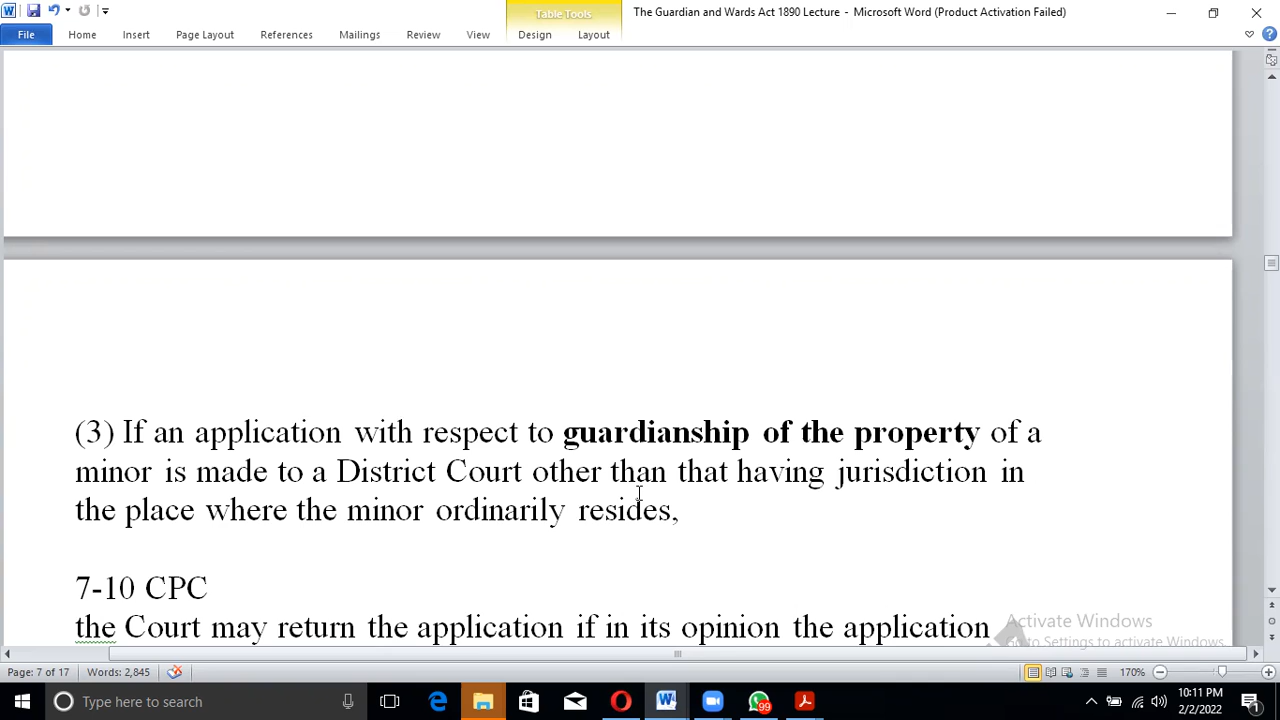 Table Tools
The Guardian and Wards Act 1890 Lecture - Microsoft Word (Product Activation Failed)
File Home Insert Page Layout References Mailings Review View Design Layout
(3) If an application with respect to guardianship of the property of a
minor is made to a District Court other than that having jurisdiction in
the place where the minor ordinarily resides,
7-10 CPC
the Court may return the application if in its opinion the application
Activate Windows
Go to Settings to activate Windows.
Page: 7 of 17 Words: 2,845 170%
Type here to search
99
10:11 PM
2/2/2022
1